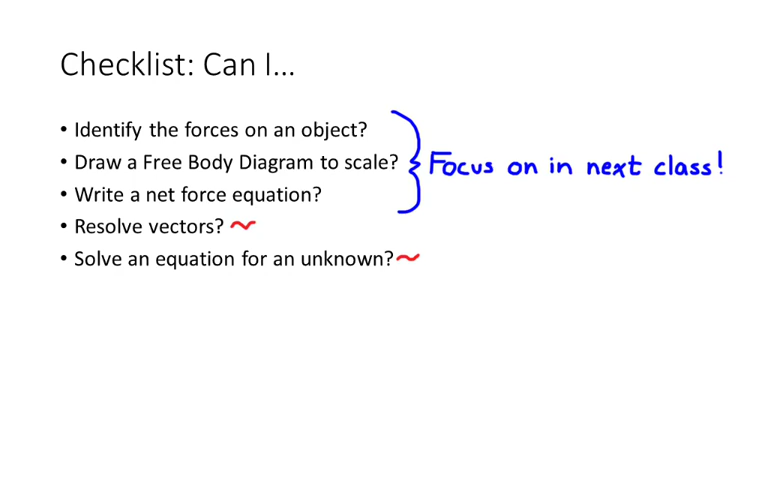 Checklist: Can I...
• Identify the forces on an object?
• Draw a Free Body Diagram to scale?
Focus on in next class!
• Write a net force equation?
• Resolve vectors? ~
• Solve an equation for an unknown? ~